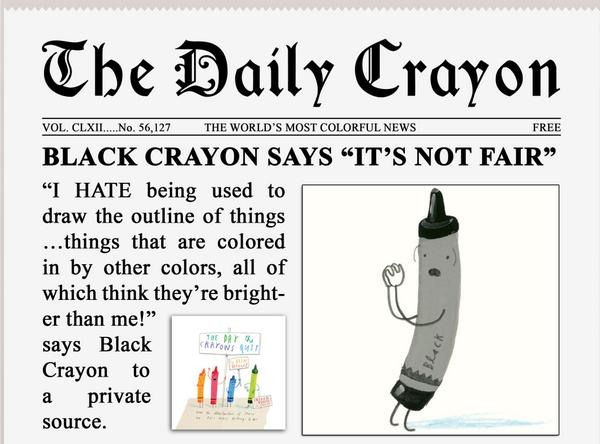 The Daily Crayon
VOL. CLXII.....No. 56,127 THE WORLD'S MOST COLORFUL NEWS FREE
BLACK CRAYON SAYS “IT’S NOT FAIR”
“I HATE being used to
draw the outline of things
…things that are colored
in by other colors, all of
which think they’re bright-
er than me!”
says Black
Crayon to
a private
source.
THE DAY THE
CRAYONS QUIT
Black